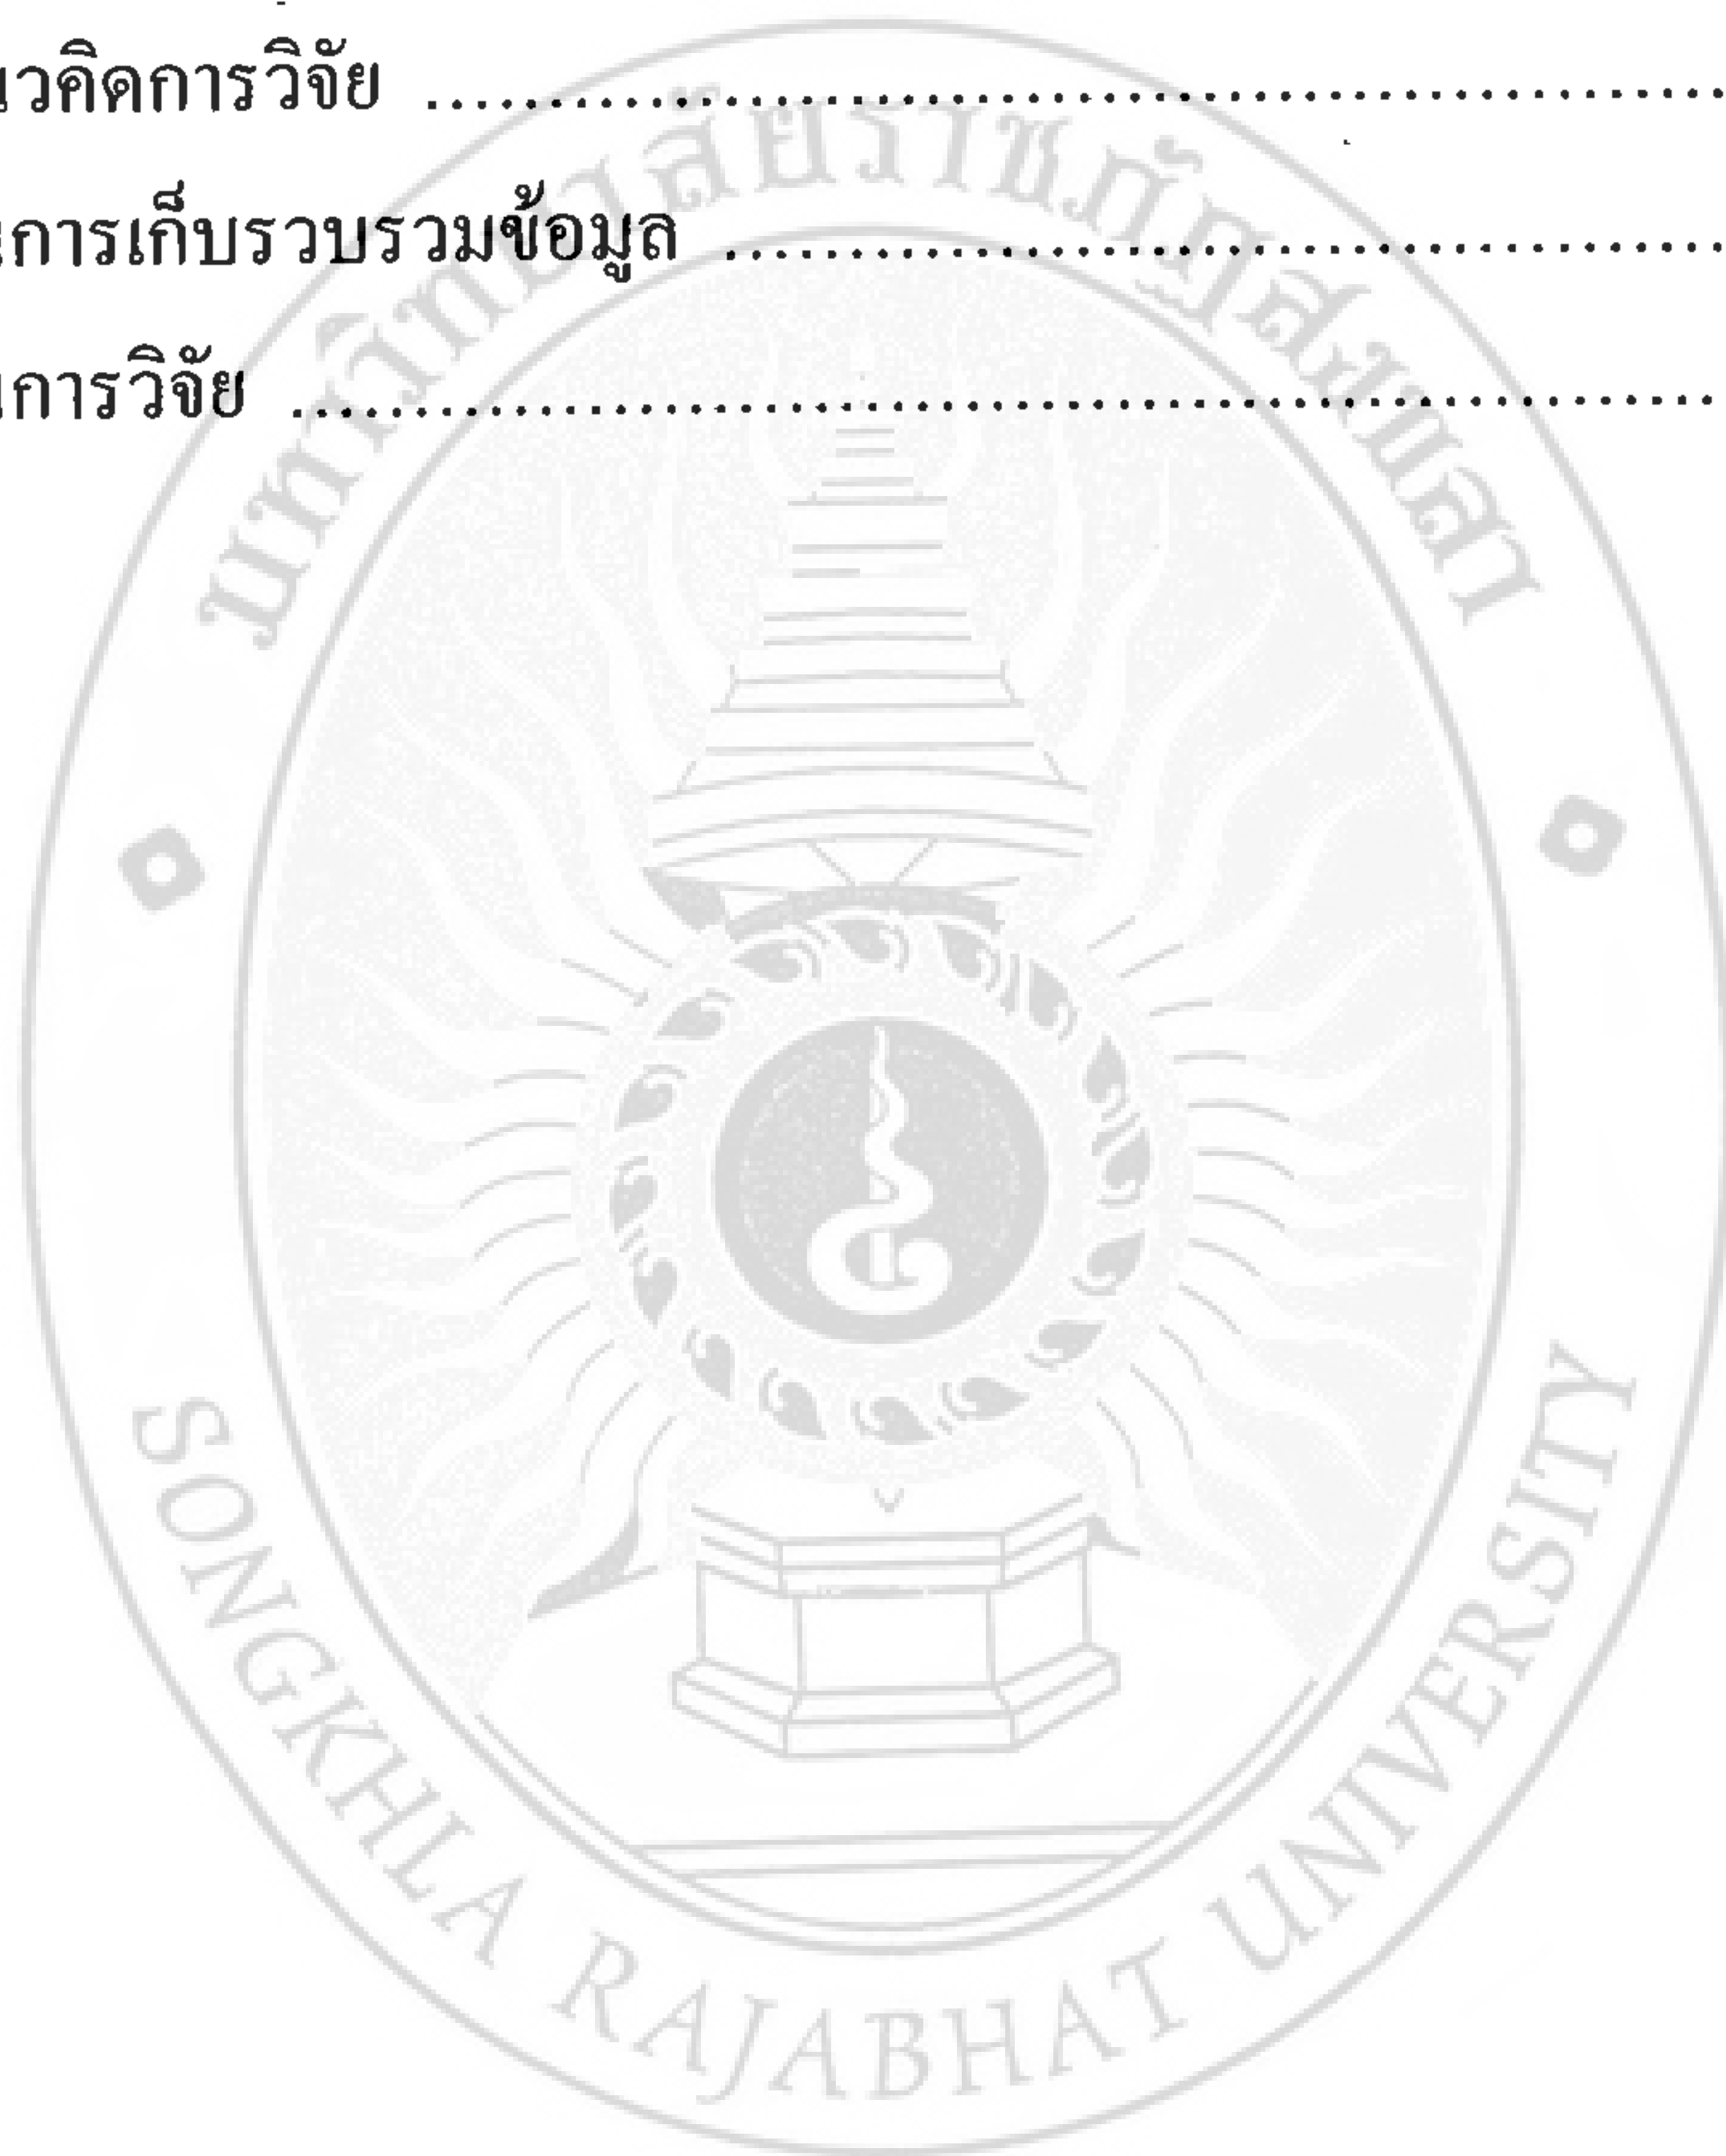 วคิดการวิจัย ........................................................
การเก็บรวบรวมข้อมูล ........................................
การวิจัย ........................................................
มหาวิทยาลัยราชภัฏสงขลา
SONGKHLA RAJABHAT UNIVERSITY